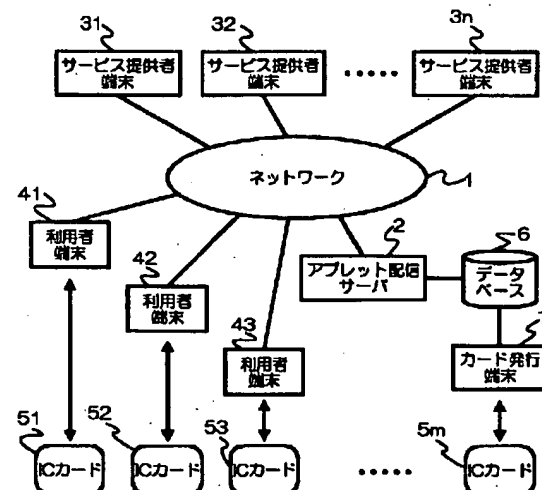 31
32
3n
サービス提供者
端末
サービス提供者
端末
・・・・・
サービス提供者
端末
ネットワーク
1
41
利用者
端末
42
利用者
端末
43
利用者
端末
2
アプレット配信
サーバ
6
データ
ベース
カード発行
端末
51
ICカード
52
ICカード
53
ICカード
・・・・・
5m
ICカード